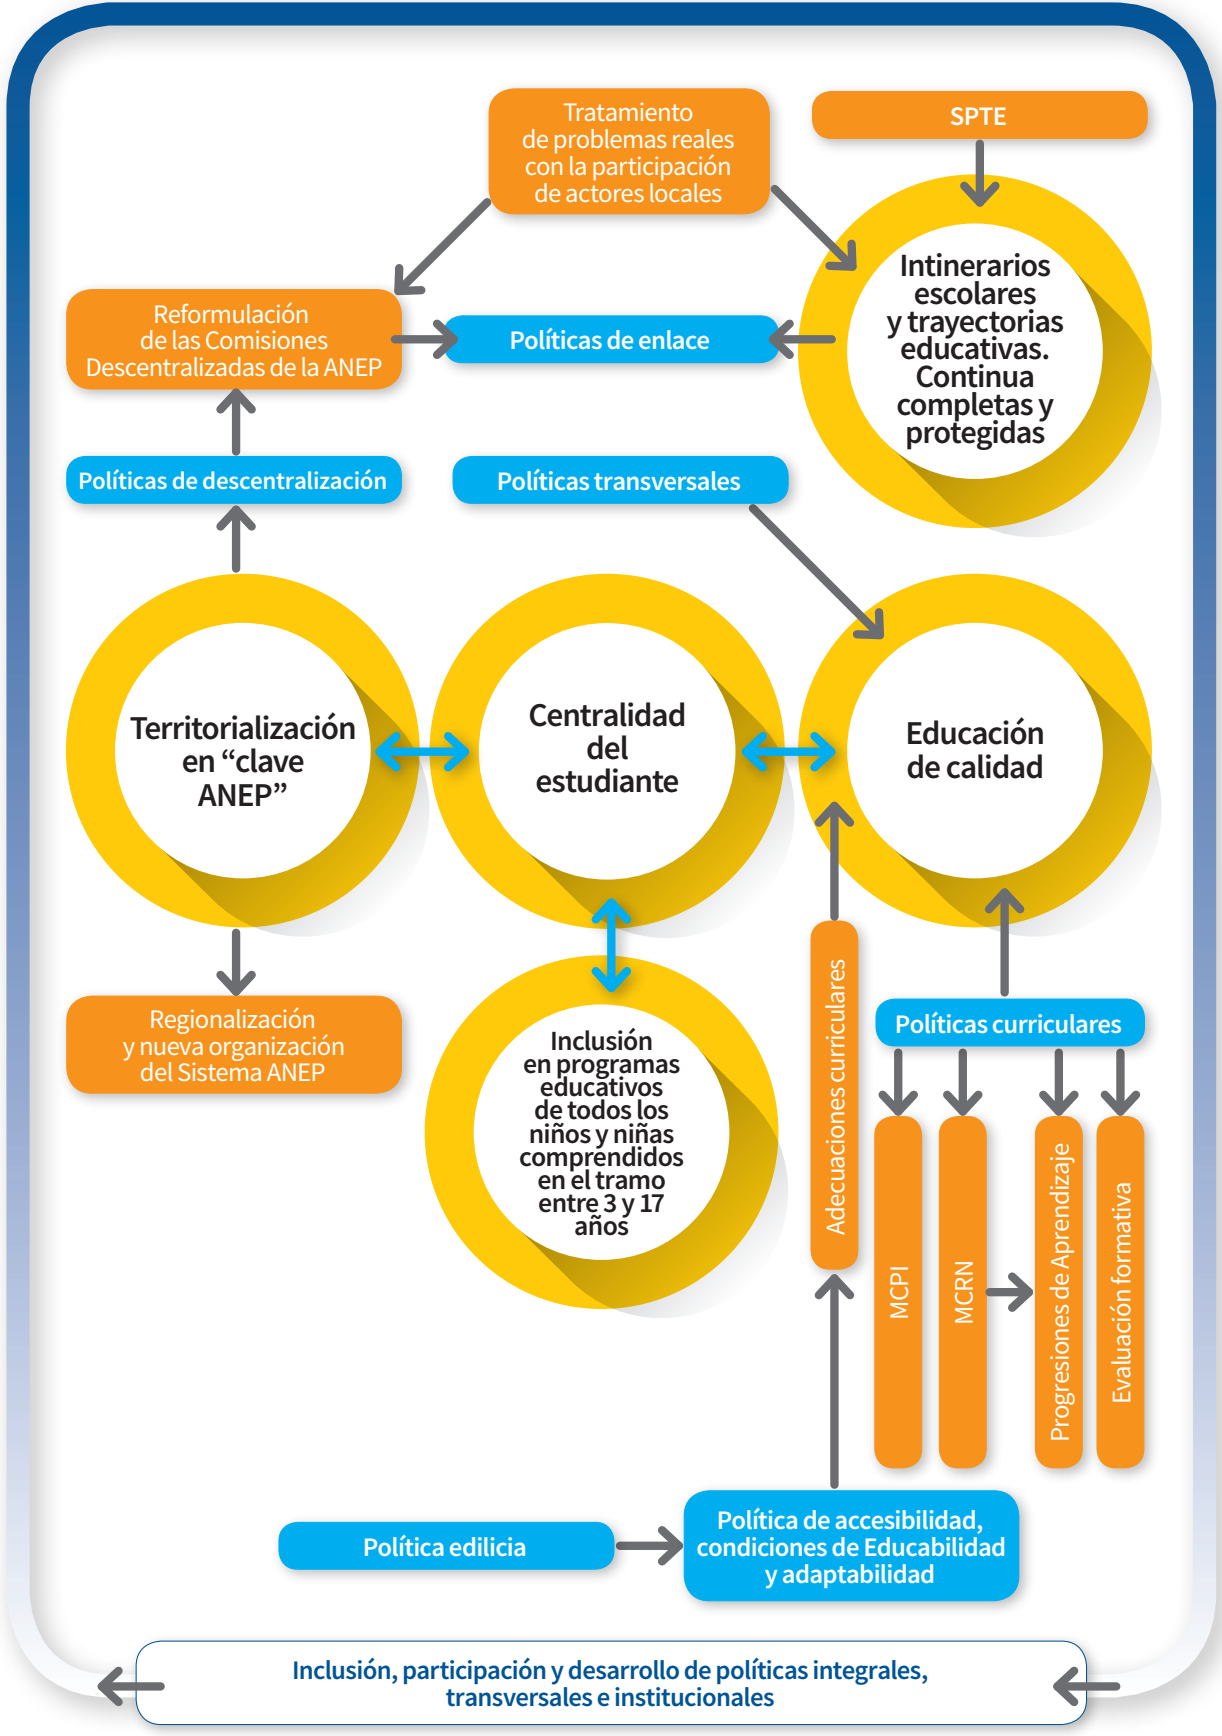 Tratamiento
de problemas reales
con la participación
de actores locales
SPTE
Intinerarios
escolares
y trayectorias
educativas.
Continua
completas y
protegidas
Reformulación
de las Comisiones
Descentralizadas de la ANEP
Políticas de enlace
Políticas de descentralización
Políticas transversales
Territorialización
en “clave
ANEP”
Centralidad
del
estudiante
Educación
de calidad
Regionalización
y nueva organización
del Sistema ANEP
Inclusión
en programas
educativos
de todos los
niños y niñas
comprendidos
en el tramo
entre 3 y 17
años
Adecuaciones curriculares
Políticas curriculares
MCPI
MCRN
Progresiones de Aprendizaje
Evaluación formativa
Política edilicia
Política de accesibilidad,
condiciones de Educabilidad
y adaptabilidad
Inclusión, participación y desarrollo de políticas integrales,
transversales e institucionales